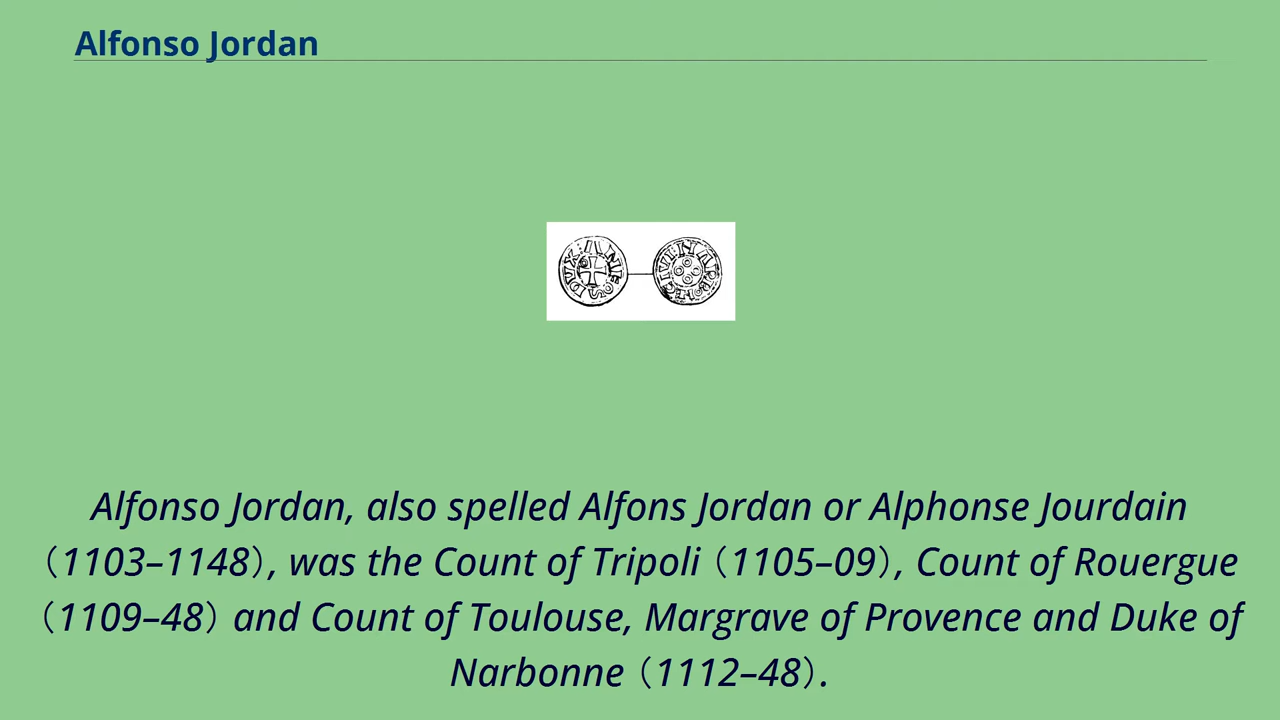 Alfonso Jordan
Alfonso Jordan, also spelled Alfons Jordan or Alphonse Jourdain
(1103–1148), was the Count of Tripoli (1105–09), Count of Rouergue
(1109–48) and Count of Toulouse, Margrave of Provence and Duke of
Narbonne (1112–48).